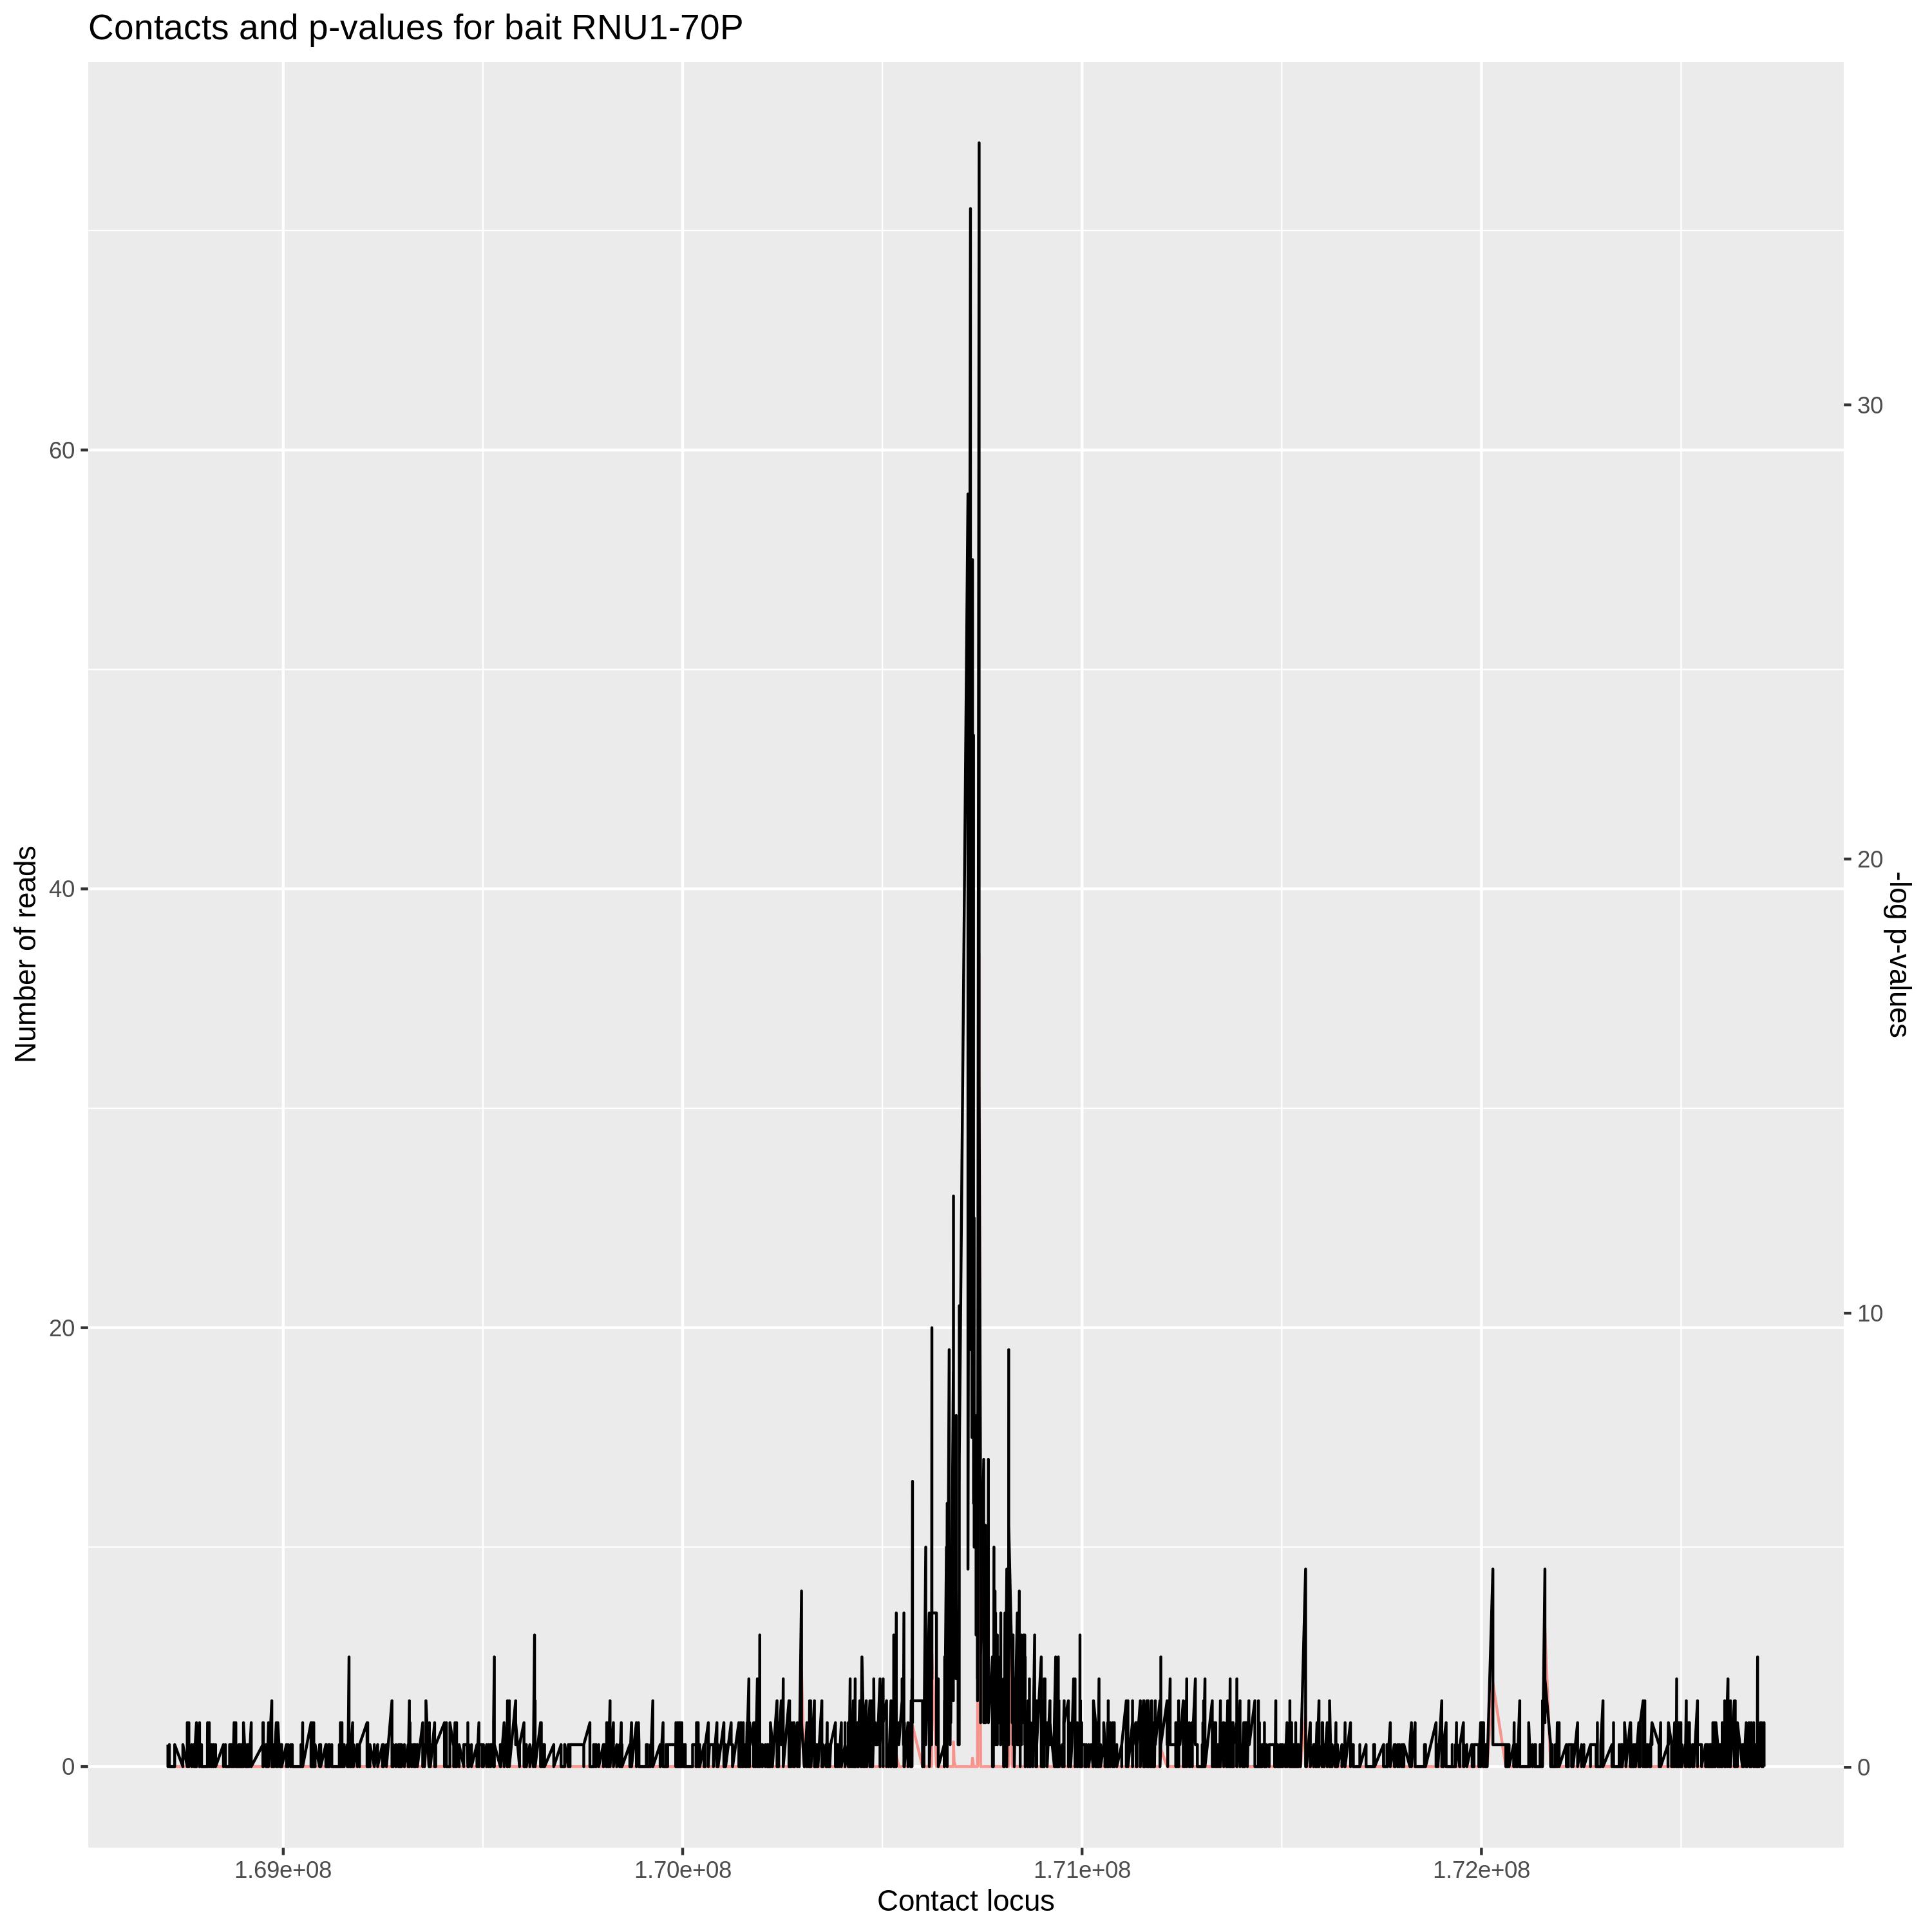 Contacts and p-values for bait RNU1-70P
60
40
20
0
Number of reads
30
20
10
0
-log p-values
1.69e+08 1.70e+08 1.71e+08 1.72e+08
Contact locus